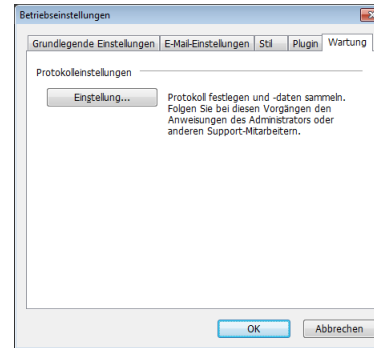 Betriebseinstellungen
Grundlegende Einstellungen E-Mail-Einstellungen Stil Plugin Wartung
Protokolleinstellungen
Einstellung...
Protokoll festlegen und -daten sammeln.
Folgen Sie bei diesen Vorgängen den
Anweisungen des Administrators oder
anderen Support-Mitarbeitern.
OK Abbrechen